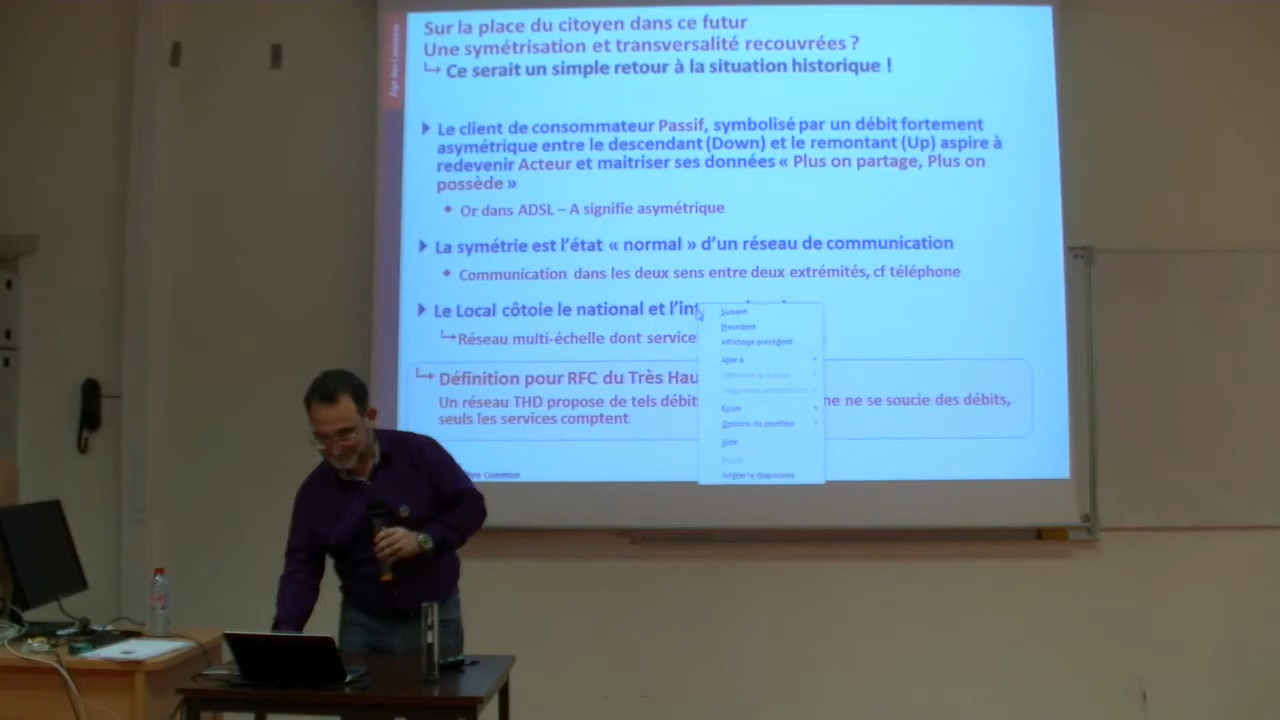 Sur la place du citoyen dans ce futur
Une symétrisation et transversalité recouvrées ?
Ce serait un simple retour à la situation historique !
Le client de consommateur Passif, symbolisé par un débit fortement
asymétrique entre le descendant (Down) et le remontant (Up) aspire à
redevenir Acteur et maitriser ses données « Plus on partage, Plus on
possède »
Or dans ADSL – A signifie asymétrique
La symétrie est l'état « normal » d'un réseau de communication
Communication dans les deux sens entre deux extrémités, cf téléphone
Le Local côtoie le national et
Réseau multi-échelle dont service
Définition pour RFC du Très
Un réseau THD propose de tels
ne se soucie des débits,
seuls les services comptent
Commun
Suivant
Précédent
Affichage précédent
Aller à
Ecran
Options du pointeur
Aide
Arrêter le diaporama